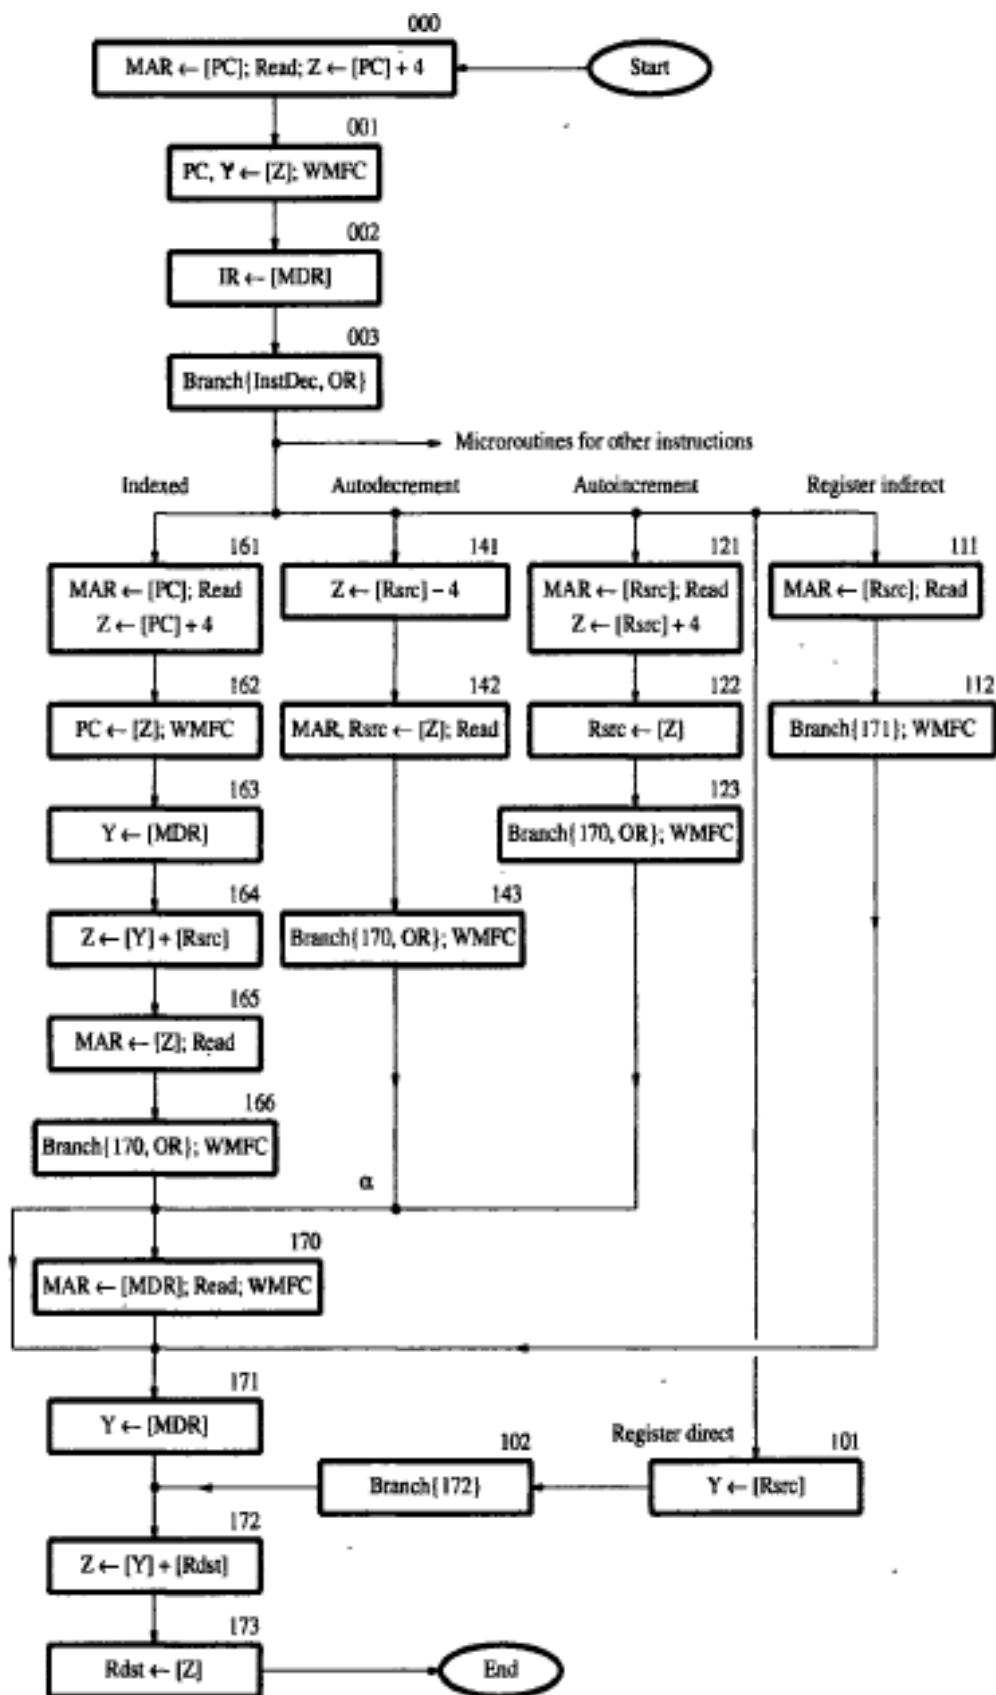 000
MAR ← [PC]; Read; Z ← [PC] + 4
Start
001
PC, Y ← [Z]; WMFC
002
IR ← [MDR]
003
Branch{InstDec, OR}
Microroutines for other instructions
Indexed
Autodecrement
Autoincrement
Register indirect
161
141
121
111
MAR ← [PC]; Read
Z ← [PC] + 4
Z ← [Rsrc] – 4
MAR ← [Rsrc]; Read
Z ← [Rsrc] + 4
MAR ← [Rsrc]; Read
162
142
122
112
PC ← [Z]; WMFC
MAR, Rsrc ← [Z]; Read
Rsrc ← [Z]
Branch{171}; WMFC
163
123
Y ← [MDR]
Branch{170, OR}; WMFC
164
143
Z ← [Y] + [Rsrc]
Branch{170, OR}; WMFC
165
MAR ← [Z]; Read
166
Branch{170, OR}; WMFC
α
170
MAR ← [MDR]; Read; WMFC
171
Y ← [MDR]
Register direct
102
101
Branch{172}
Y ← [Rsrc]
172
Z ← [Y] + [Rdst]
173
Rdst ← [Z]
End